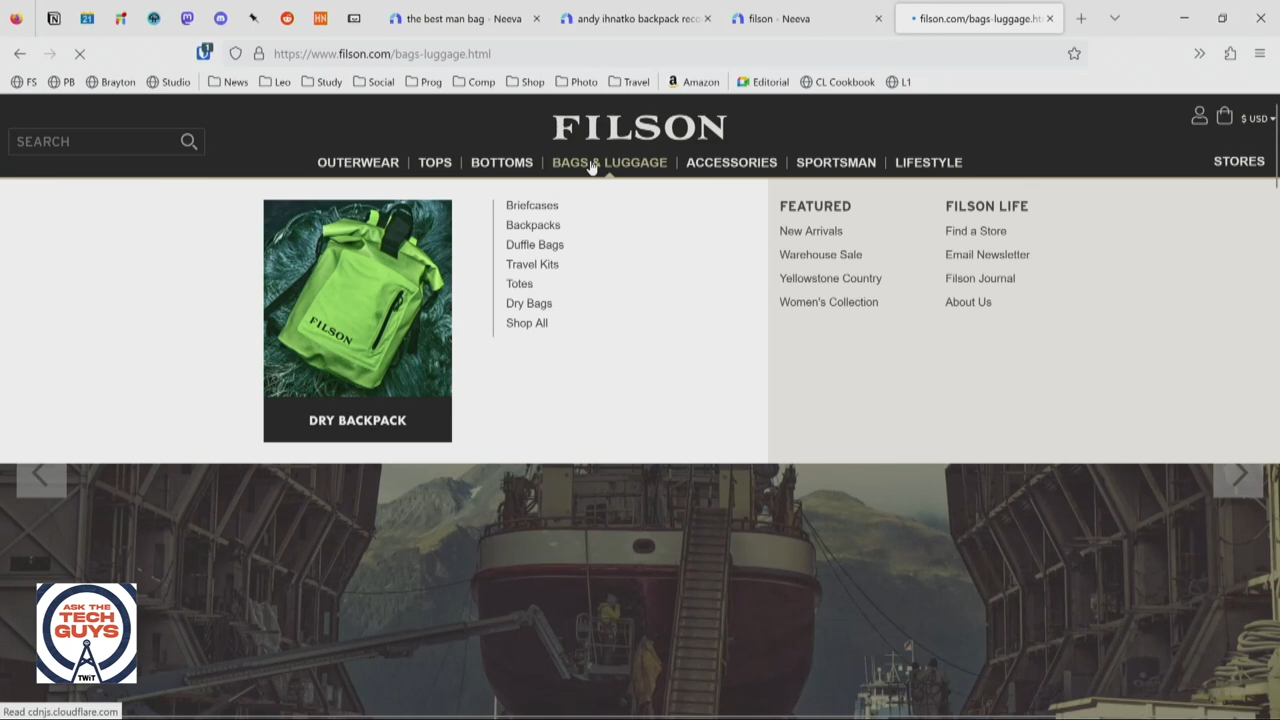 the best man bag - Neeva
andy ihnatko backpack reco
filson - Neeva
filson.com/bags-luggage.ht
https://www.filson.com/bags-luggage.html
FS PB Brayton Studio News Leo Study Social Prog Comp Shop Photo Travel Amazon Editorial CL Cookbook L1
SEARCH
FILSON
$ USD
OUTERWEAR | TOPS | BOTTOMS | BAGS & LUGGAGE | ACCESSORIES | SPORTSMAN | LIFESTYLE
STORES
FILSON
DRY BACKPACK
Briefcases
Backpacks
Duffle Bags
Travel Kits
Totes
Dry Bags
Shop All
FEATURED
New Arrivals
Warehouse Sale
Yellowstone Country
Women's Collection
FILSON LIFE
Find a Store
Email Newsletter
Filson Journal
About Us
ASK THE
TECH
GUYS
TWiT
Read cdnjs.cloudflare.com